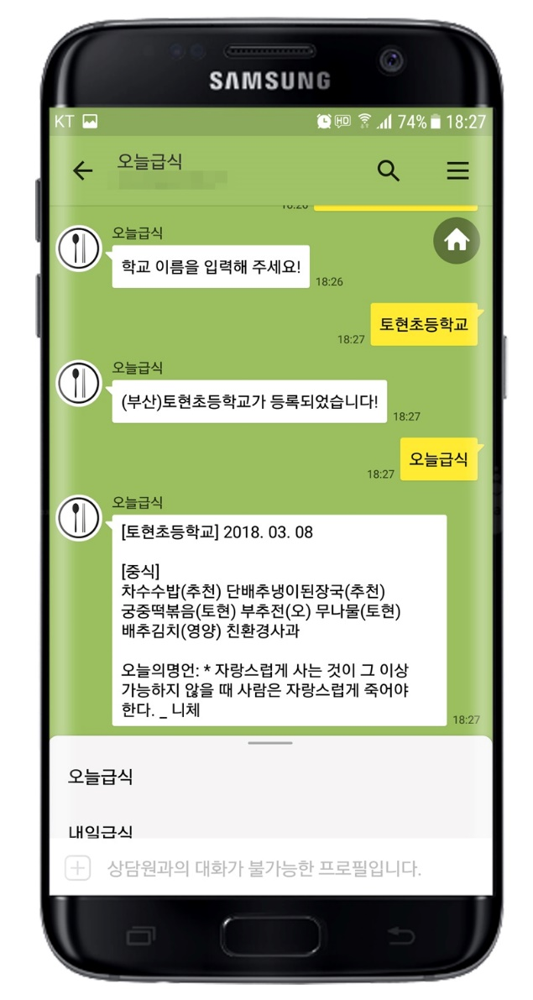 SAMSUNG
KT HD 74% 18:27
오늘급식
오늘급식
학교 이름을 입력해 주세요!
18:26
토현초등학교
18:27
오늘급식
(부산)토현초등학교가 등록되었습니다!
18:27
오늘급식
18:27
오늘급식
[토현초등학교] 2018. 03. 08
[중식]
차수수밥(추천) 단배추냉이된장국(추천)
궁중떡볶음(토현) 부추전(오) 무나물(토현)
배추김치(영양) 친환경사과
오늘의명언: * 자랑스럽게 사는 것이 그 이상
가능하지 않을 때 사람은 자랑스럽게 죽어야
한다. _ 니체
18:27
오늘급식
내일급식
상담원과의 대화가 불가능한 프로필입니다.